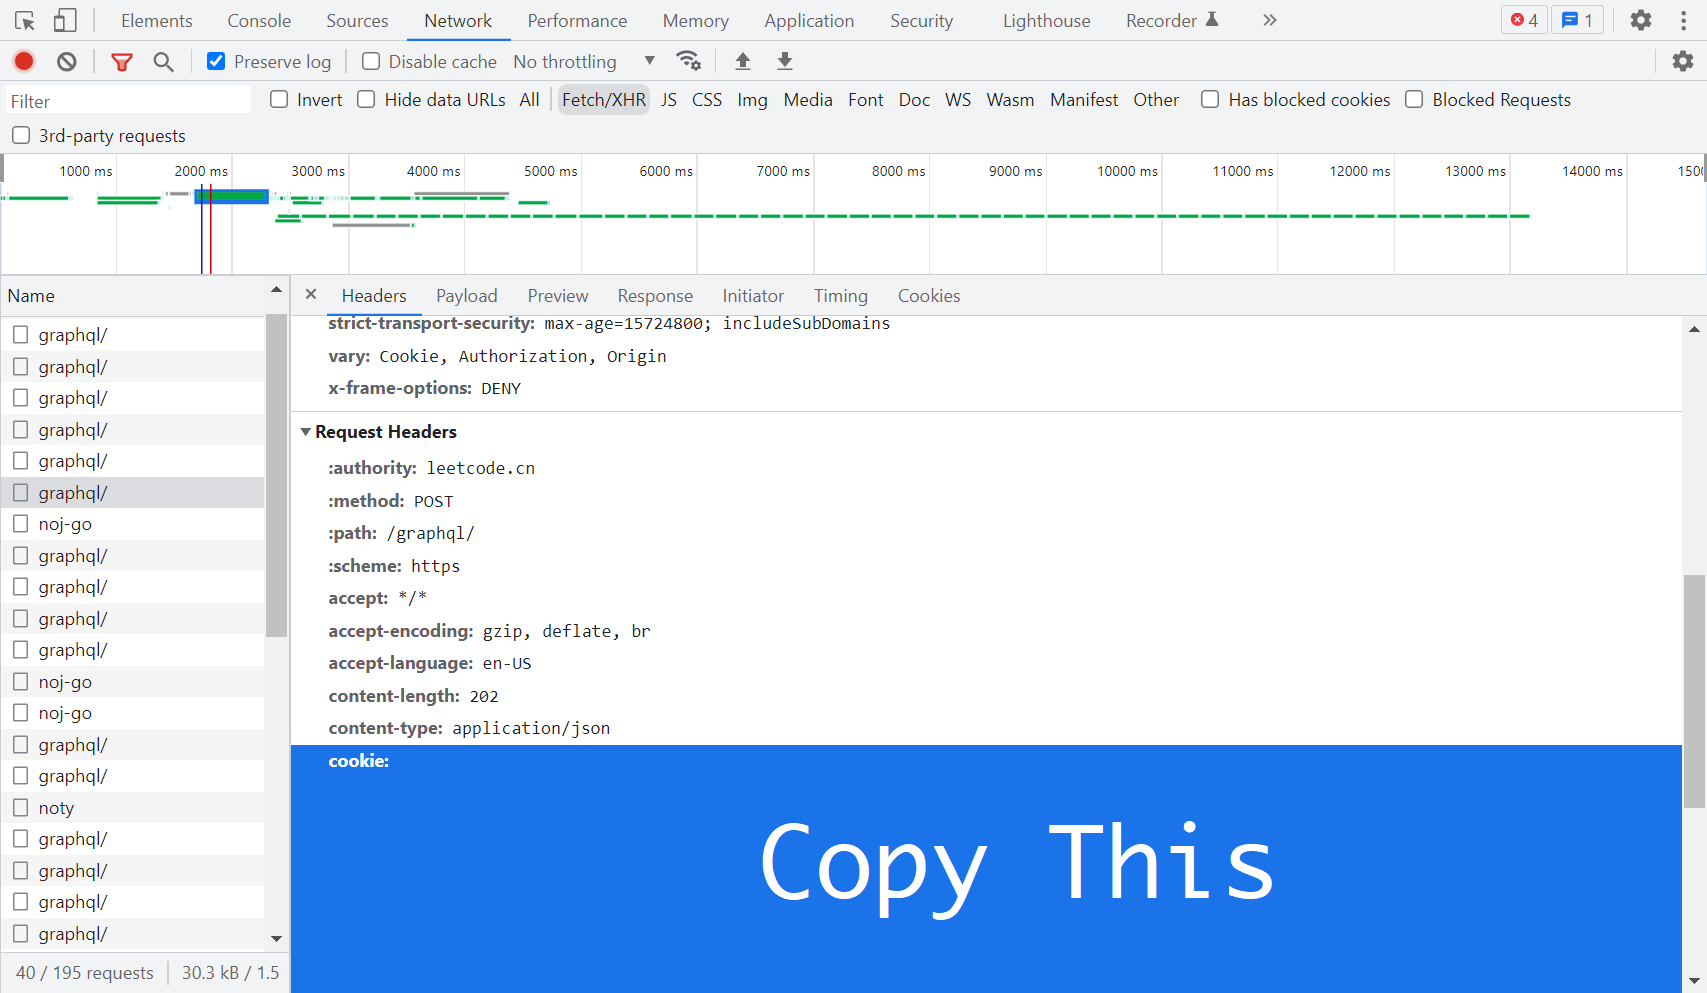 Elements Console Sources Network Performance Memory Application Security Lighthouse Recorder 4 1
Preserve log Disable cache No throttling
Filter Invert Hide data URLs All Fetch/XHR JS CSS Img Media Font Doc WS Wasm Manifest Other Has blocked cookies Blocked Requests
3rd-party requests
1000 ms 2000 ms 3000 ms 4000 ms 5000 ms 6000 ms 7000 ms 8000 ms 9000 ms 10000 ms 11000 ms 12000 ms 13000 ms 14000 ms
Name
graphql/
graphql/
graphql/
graphql/
graphql/
graphql/
noj-go
graphql/
graphql/
graphql/
graphql/
noj-go
noj-go
graphql/
graphql/
noty
graphql/
graphql/
graphql/
graphql/
40 / 195 requests 30.3 kB / 1.5
Headers Payload Preview Response Initiator Timing Cookies
strict-transport-security: max-age=15724800; includeSubDomains
vary: Cookie, Authorization, Origin
x-frame-options: DENY
Request Headers
:authority: leetcode.cn
:method: POST
:path: /graphql/
:scheme: https
accept: */*
accept-encoding: gzip, deflate, br
accept-language: en-US
content-length: 202
content-type: application/json
cookie:
Copy This